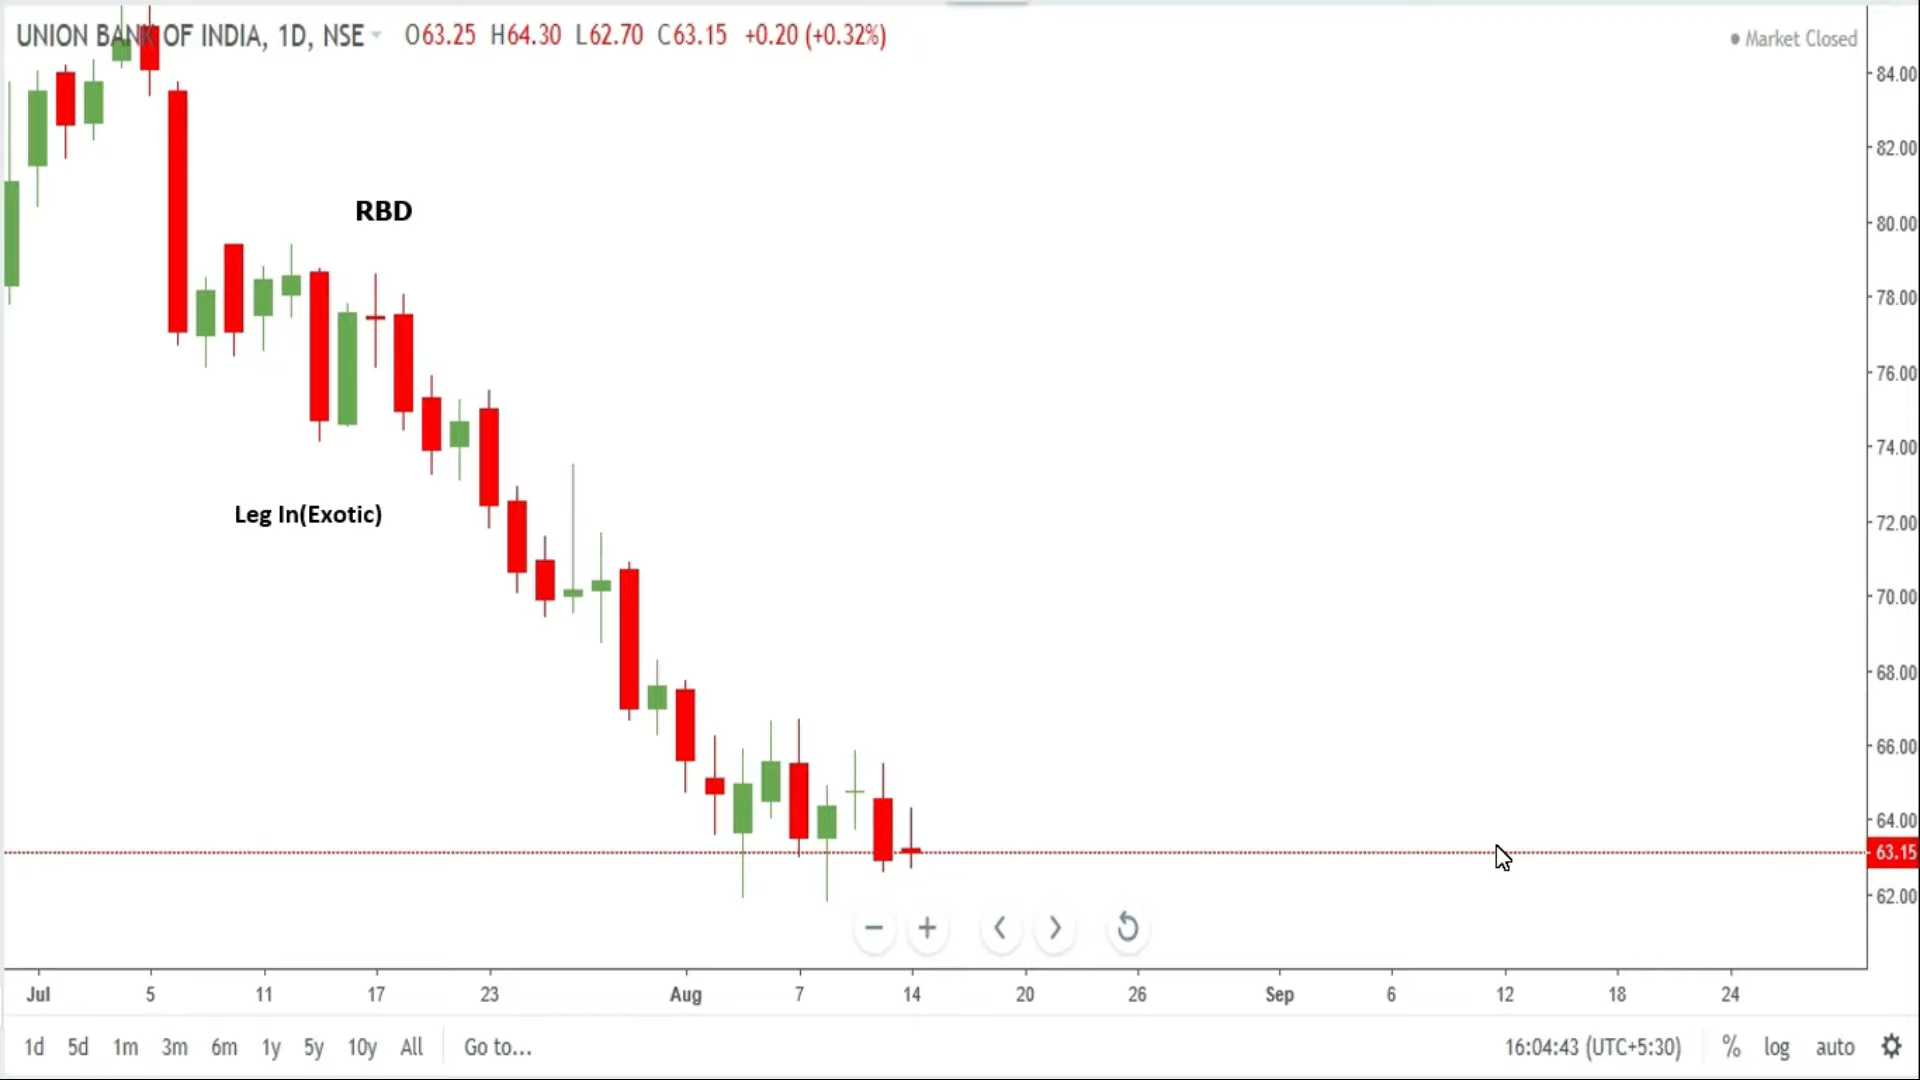 UNION BANK OF INDIA, 1D, NSE O63.25 H64.30 L62.70 C63.15 +0.20 (+0.32%)
Market Closed
84.00
82.00
RBD
80.00
78.00
76.00
74.00
Leg In(Exotic)
72.00
70.00
68.00
66.00
64.00
63.15
62.00
Jul 5 11 17 23 Aug 7 14 20 26 Sep 6 12 18 24
1d 5d 1m 3m 6m 1y 5y 10y All Go to... 16:04:43 (UTC+5:30) % log auto